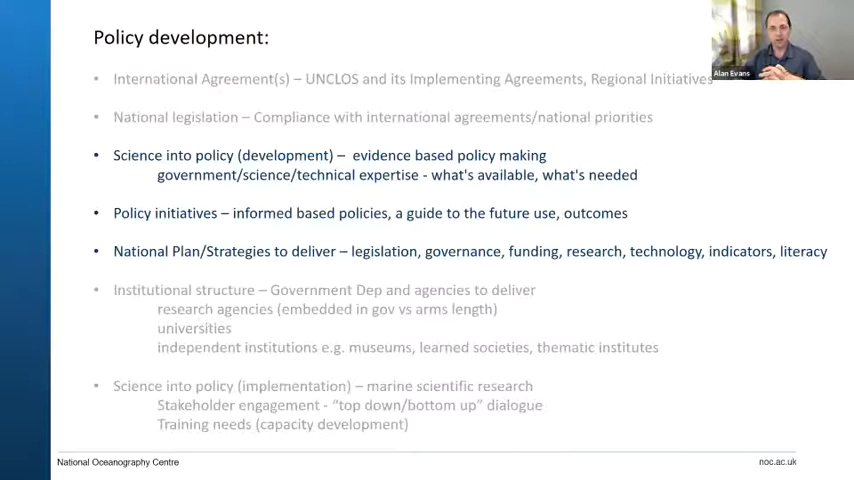 Policy development:
Alan Evans
• International Agreement(s) – UNCLOS and its Implementing Agreements, Regional Initiatives
• National legislation – Compliance with international agreements/national priorities
• Science into policy (development) – evidence based policy making
government/science/technical expertise - what's available, what's needed
• Policy initiatives – informed based policies, a guide to the future use, outcomes
• National Plan/Strategies to deliver – legislation, governance, funding, research, technology, indicators, literacy
• Institutional structure – Government Dep and agencies to deliver
research agencies (embedded in gov vs arms length)
universities
independent institutions e.g. museums, learned societies, thematic institutes
• Science into policy (implementation) – marine scientific research
Stakeholder engagement - “top down/bottom up” dialogue
Training needs (capacity development)
National Oceanography Centre
noc.ac.uk